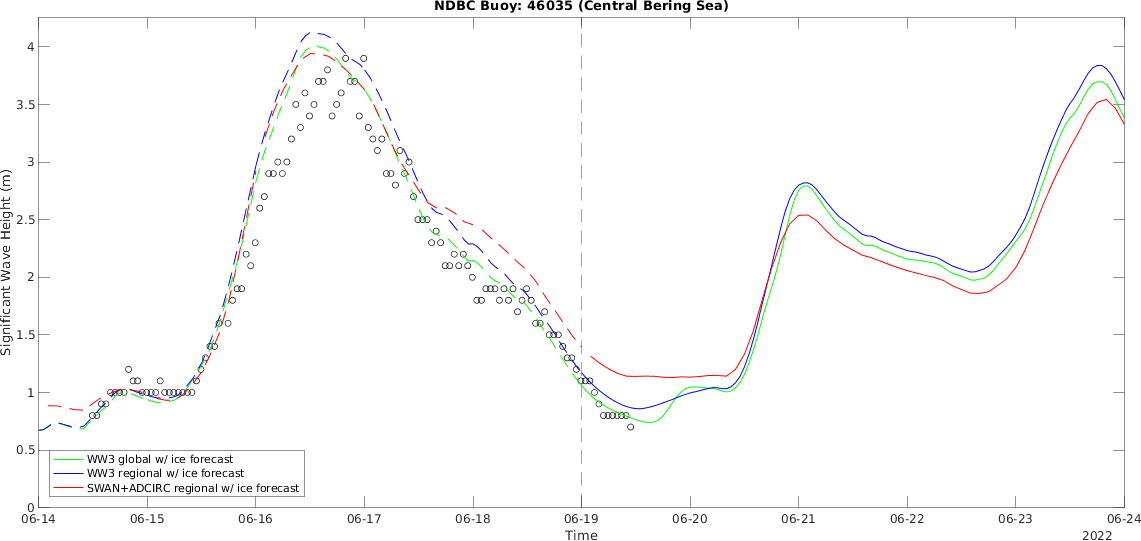 NDBC Buoy: 46035 (Central Bering Sea)
4
3.5
3
2.5
2
1.5
1
0.5
0
Significant Wave Height (m)
WW3 global w/ ice forecast
WW3 regional w/ ice forecast
SWAN+ADCIRC regional w/ ice forecast
06-14 06-15 06-16 06-17 06-18 06-19 06-20 06-21 06-22 06-23 06-24
Time
2022